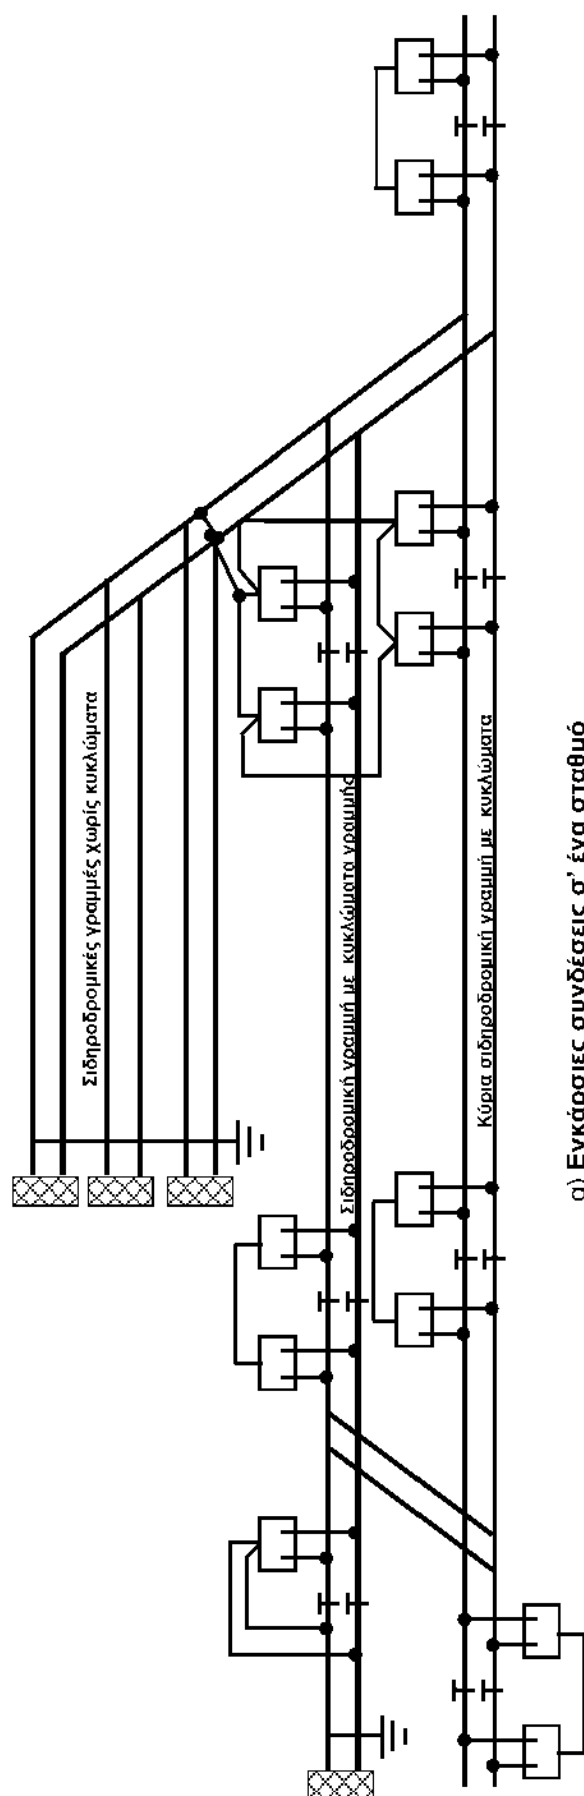 Σιδηροδρομικές γραμμές χωρίς κυκλώματα
Σιδηροδρομική γραμμή με κυκλώματα γραμμής
Κύρια σιδηροδρομική γραμμή με κυκλώματα
α) Εγκάρσιες συνδέσεις σ' ένα σταθμό